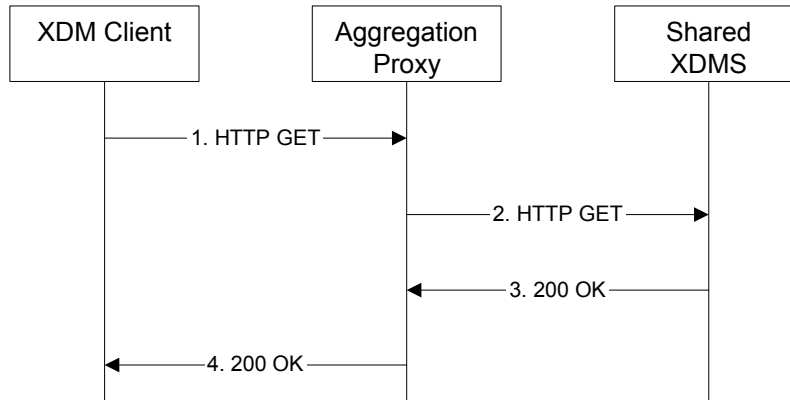 XDM Client
Aggregation
Proxy
Shared
XDMS
1. HTTP GET
2. HTTP GET
3. 200 OK
4. 200 OK